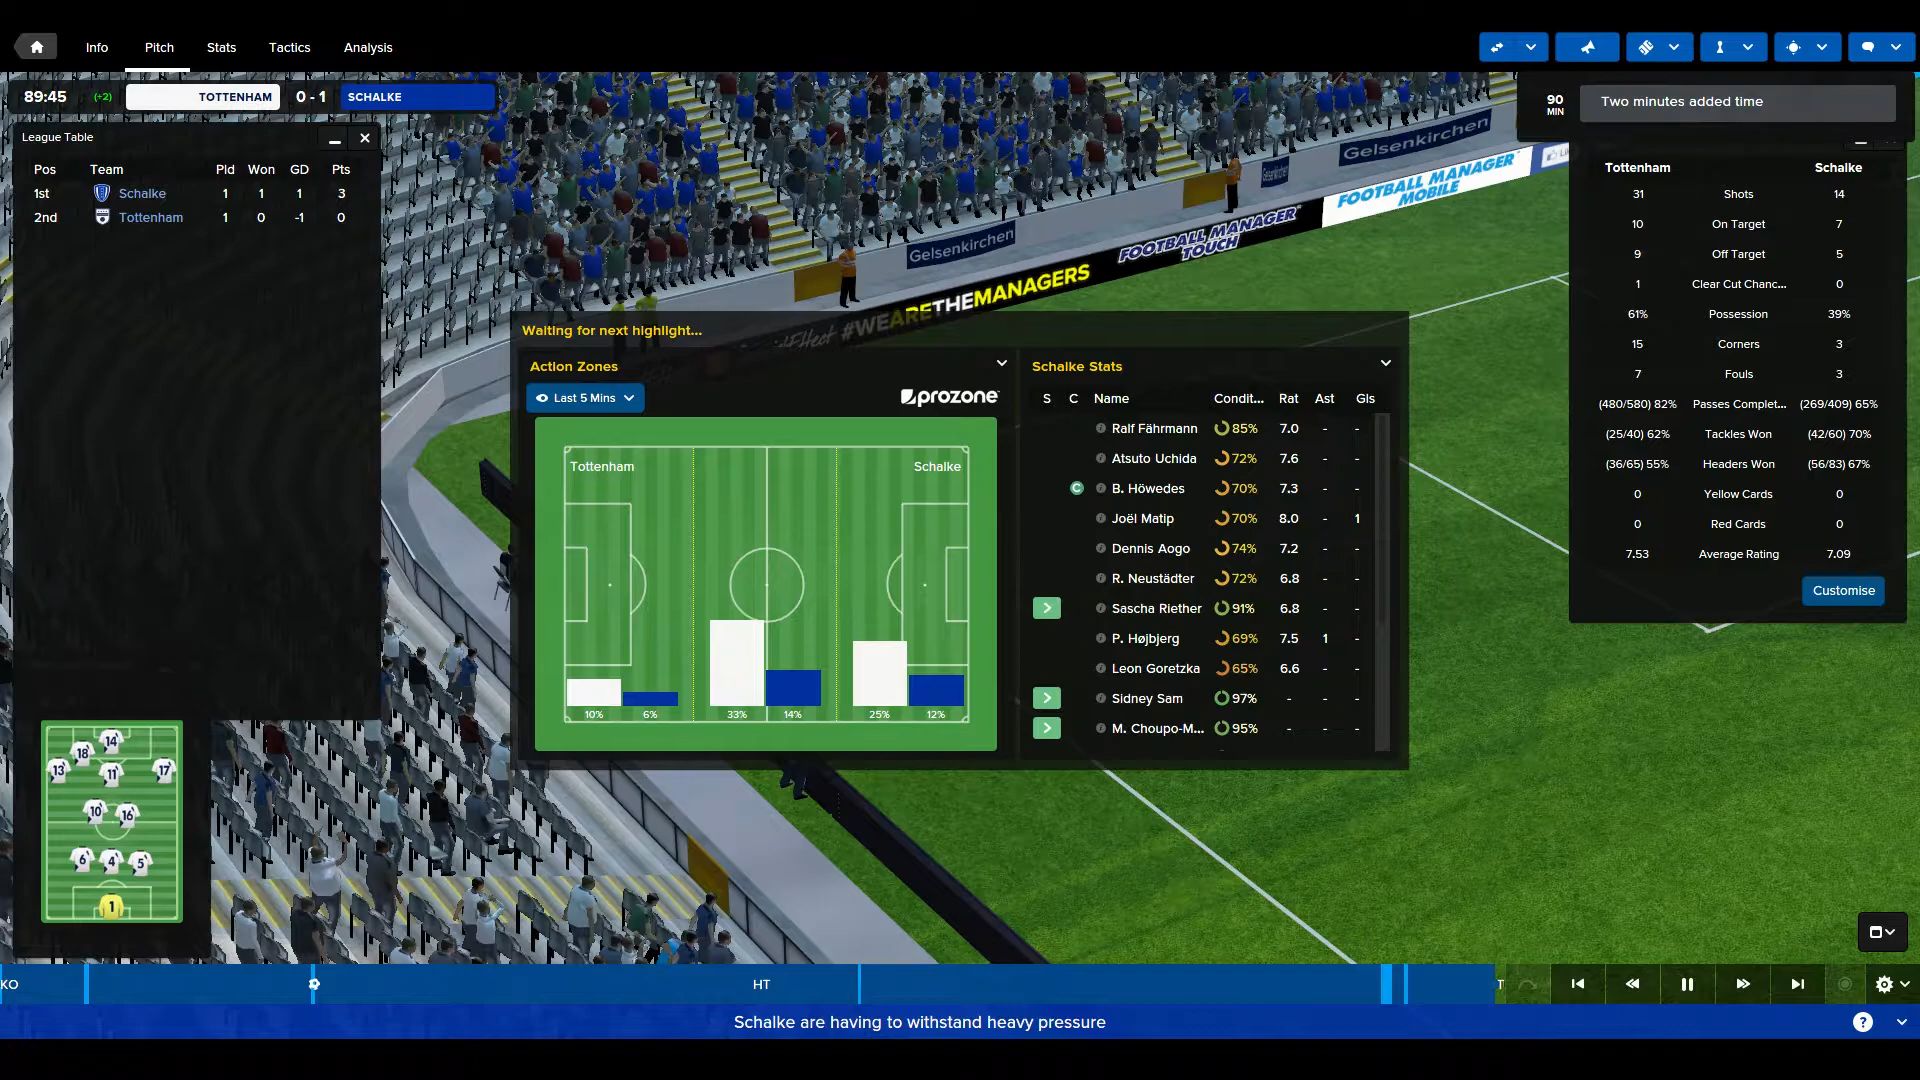 Info Pitch Stats Tactics Analysis
89:45 (+2) TOTTENHAM 0 - 1 SCHALKE
90 MIN Two minutes added time
League Table
Pos Team Pld Won GD Pts
1st Schalke 1 1 1 3
2nd Tottenham 1 0 -1 0
Gelsenkirchen
Gelsenkirchen
FOOTBALL MANAGER MOBILE
FOOTBALL MANAGER TOUCH
#WEARETHEMANAGERS
Waiting for next highlight...
Action Zones
Last 5 Mins
prozone
Tottenham Schalke
10% 6% 33% 14% 25% 12%
Schalke Stats
S C Name Condit... Rat Ast Gls
Ralf Fährmann 85% 7.0 - -
Atsuto Uchida 72% 7.6 - -
C B. Höwedes 70% 7.3 - -
Joël Matip 70% 8.0 - 1
Dennis Aogo 74% 7.2 - -
R. Neustädter 72% 6.8 - -
Sascha Riether 91% 6.8 - -
P. Højbjerg 69% 7.5 1 -
Leon Goretzka 65% 6.6 - -
Sidney Sam 97% - - -
M. Choupo-M... 95% - - -
Tottenham Schalke
31 Shots 14
10 On Target 7
9 Off Target 5
1 Clear Cut Chanc... 0
61% Possession 39%
15 Corners 3
7 Fouls 3
(480/580) 82% Passes Complet... (269/409) 65%
(25/40) 62% Tackles Won (42/60) 70%
(36/65) 55% Headers Won (56/83) 67%
0 Yellow Cards 0
0 Red Cards 0
7.53 Average Rating 7.09
Customise
14
18
13 11 17
10 16
6 4 5
1
KO HT
Schalke are having to withstand heavy pressure
?